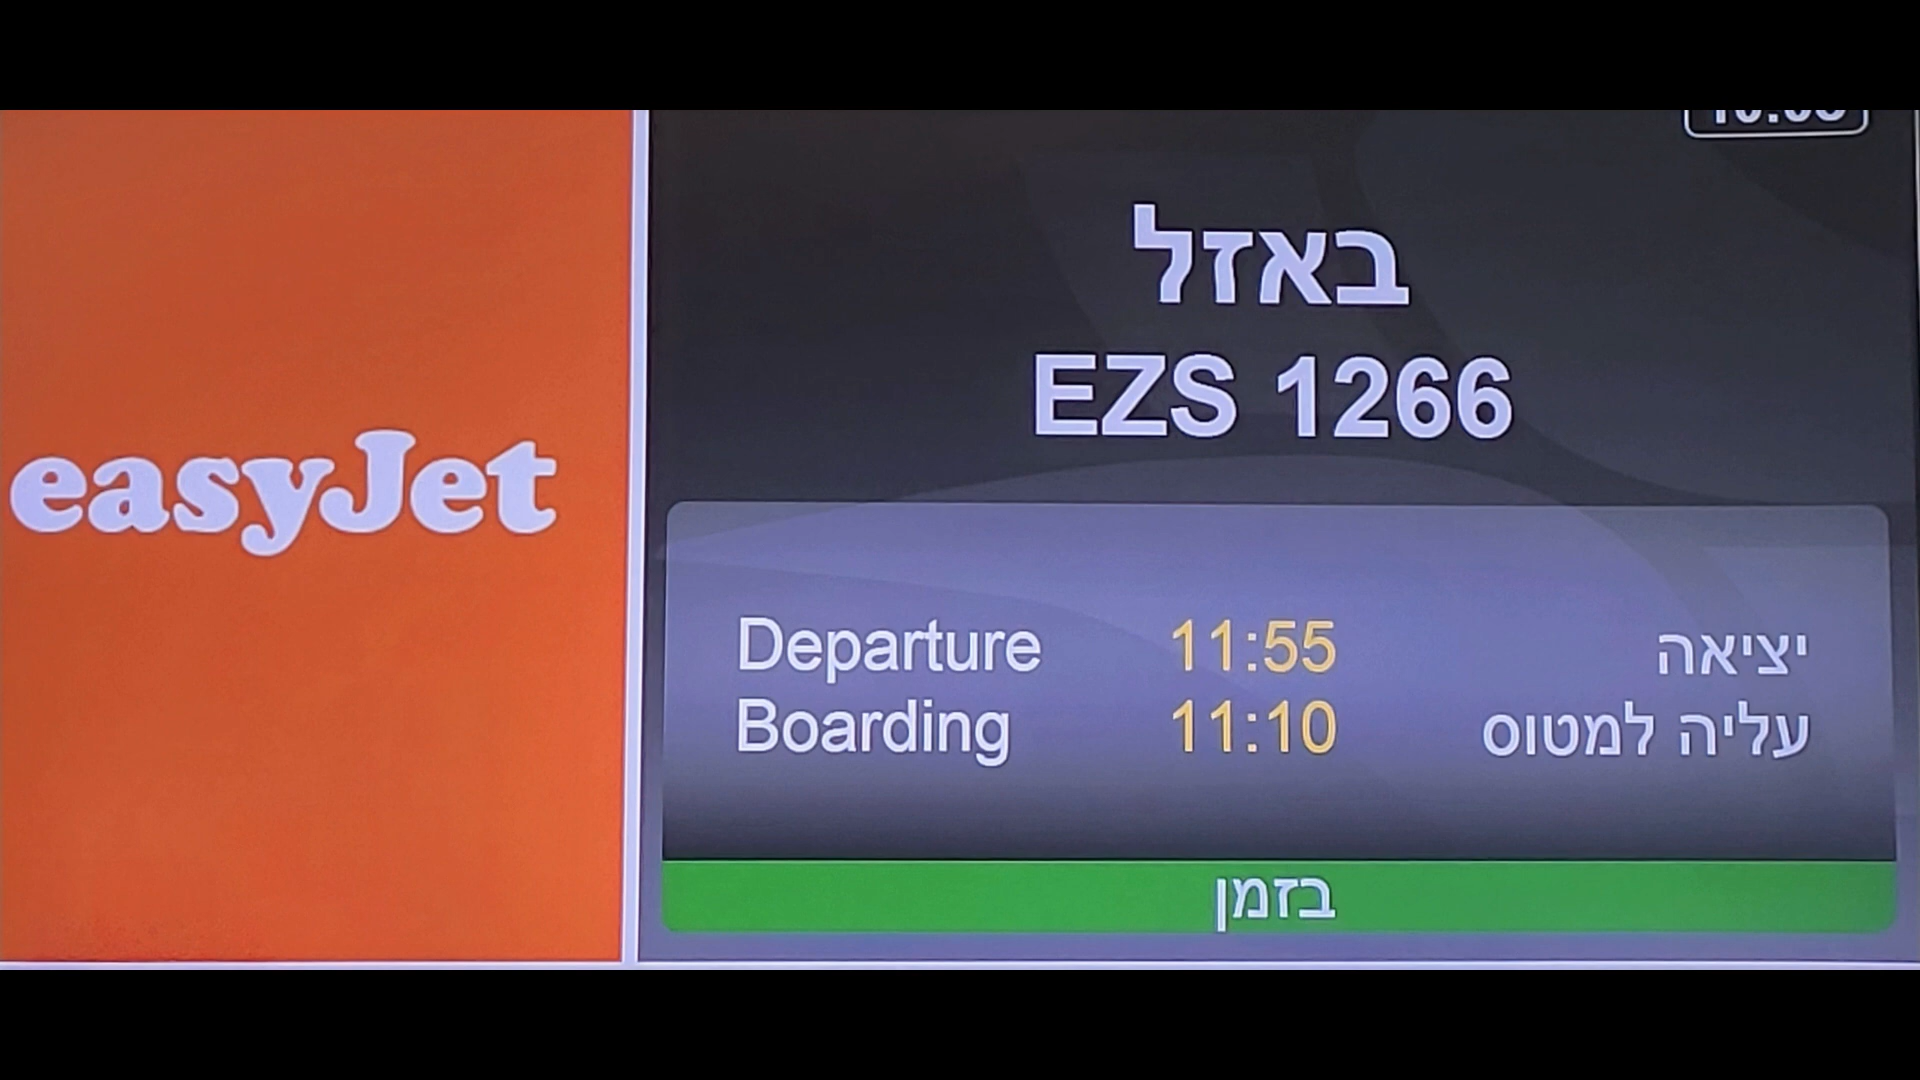 easyJet
באזל
EZS 1266
Departure 11:55 יציאה
Boarding 11:10 עליה למטוס
בזמן